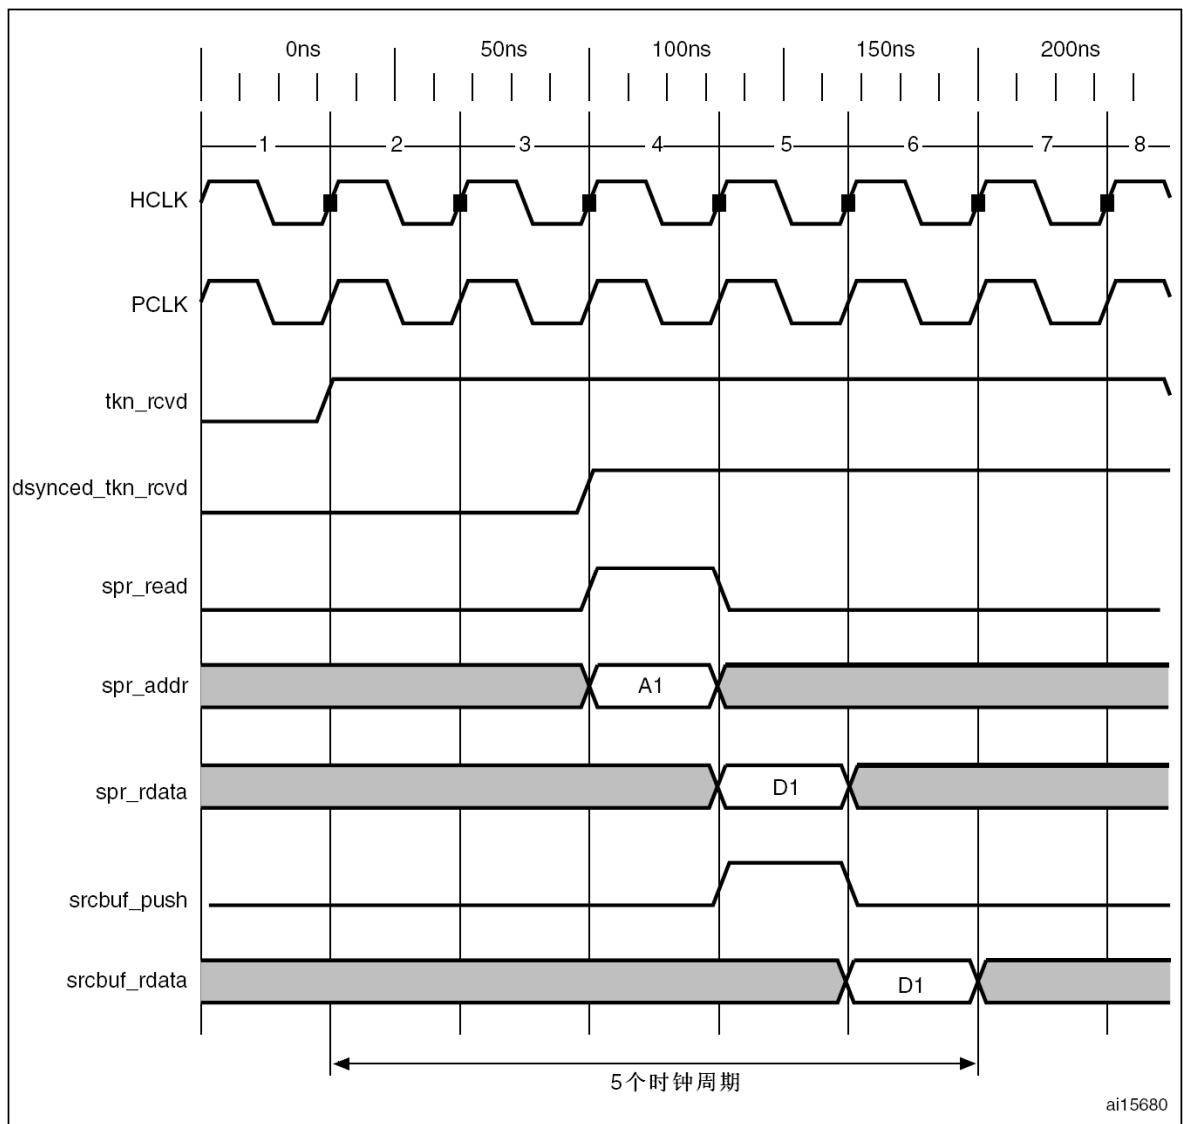 0ns 50ns 100ns 150ns 200ns
1 2 3 4 5 6 7 8
HCLK
PCLK
tkn_rcvd
dsynced_tkn_rcvd
spr_read
spr_addr A1
spr_rdata D1
srcbuf_push
srcbuf_rdata D1
5个时钟周期
ai15680